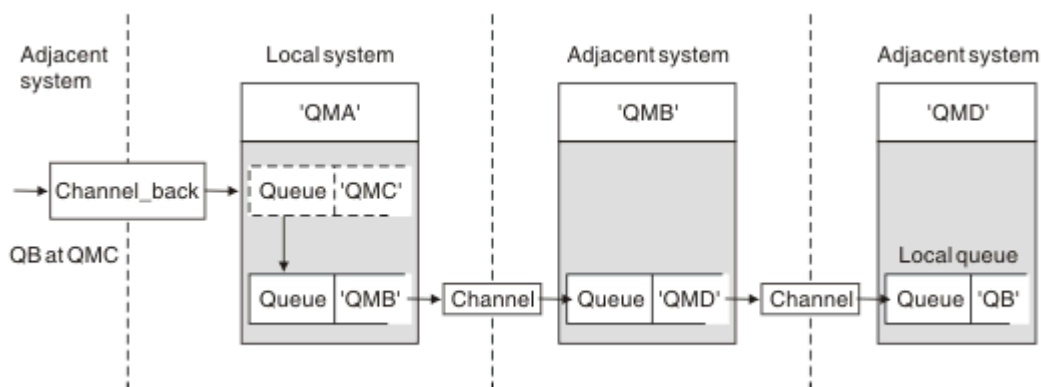 Adjacent
system
Local system
Adjacent system
Adjacent system
'QMA'
'QMB'
'QMD'
Channel_back
Queue 'QMC'
QB at QMC
Local queue
Queue 'QMB'
Channel
Queue 'QMD'
Channel
Queue 'QB'